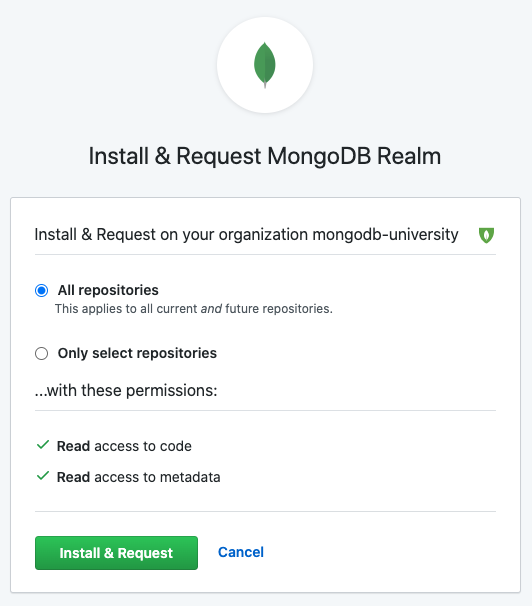 Install & Request MongoDB Realm
Install & Request on your organization mongodb-university
All repositories
This applies to all current and future repositories.
Only select repositories
...with these permissions:
Read access to code
Read access to metadata
Install & Request
Cancel